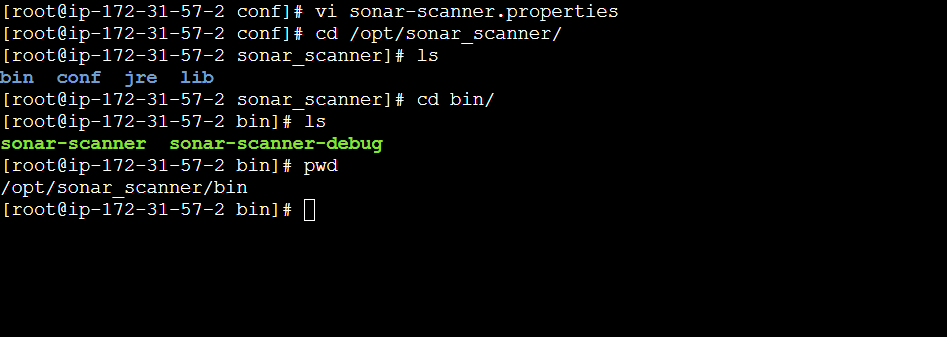 [root@ip-172-31-57-2 conf]# vi sonar-scanner.properties
[root@ip-172-31-57-2 conf]# cd /opt/sonar_scanner/
[root@ip-172-31-57-2 sonar_scanner]# ls
bin  conf  jre  lib
[root@ip-172-31-57-2 sonar_scanner]# cd bin/
[root@ip-172-31-57-2 bin]# ls
sonar-scanner  sonar-scanner-debug
[root@ip-172-31-57-2 bin]# pwd
/opt/sonar_scanner/bin
[root@ip-172-31-57-2 bin]#